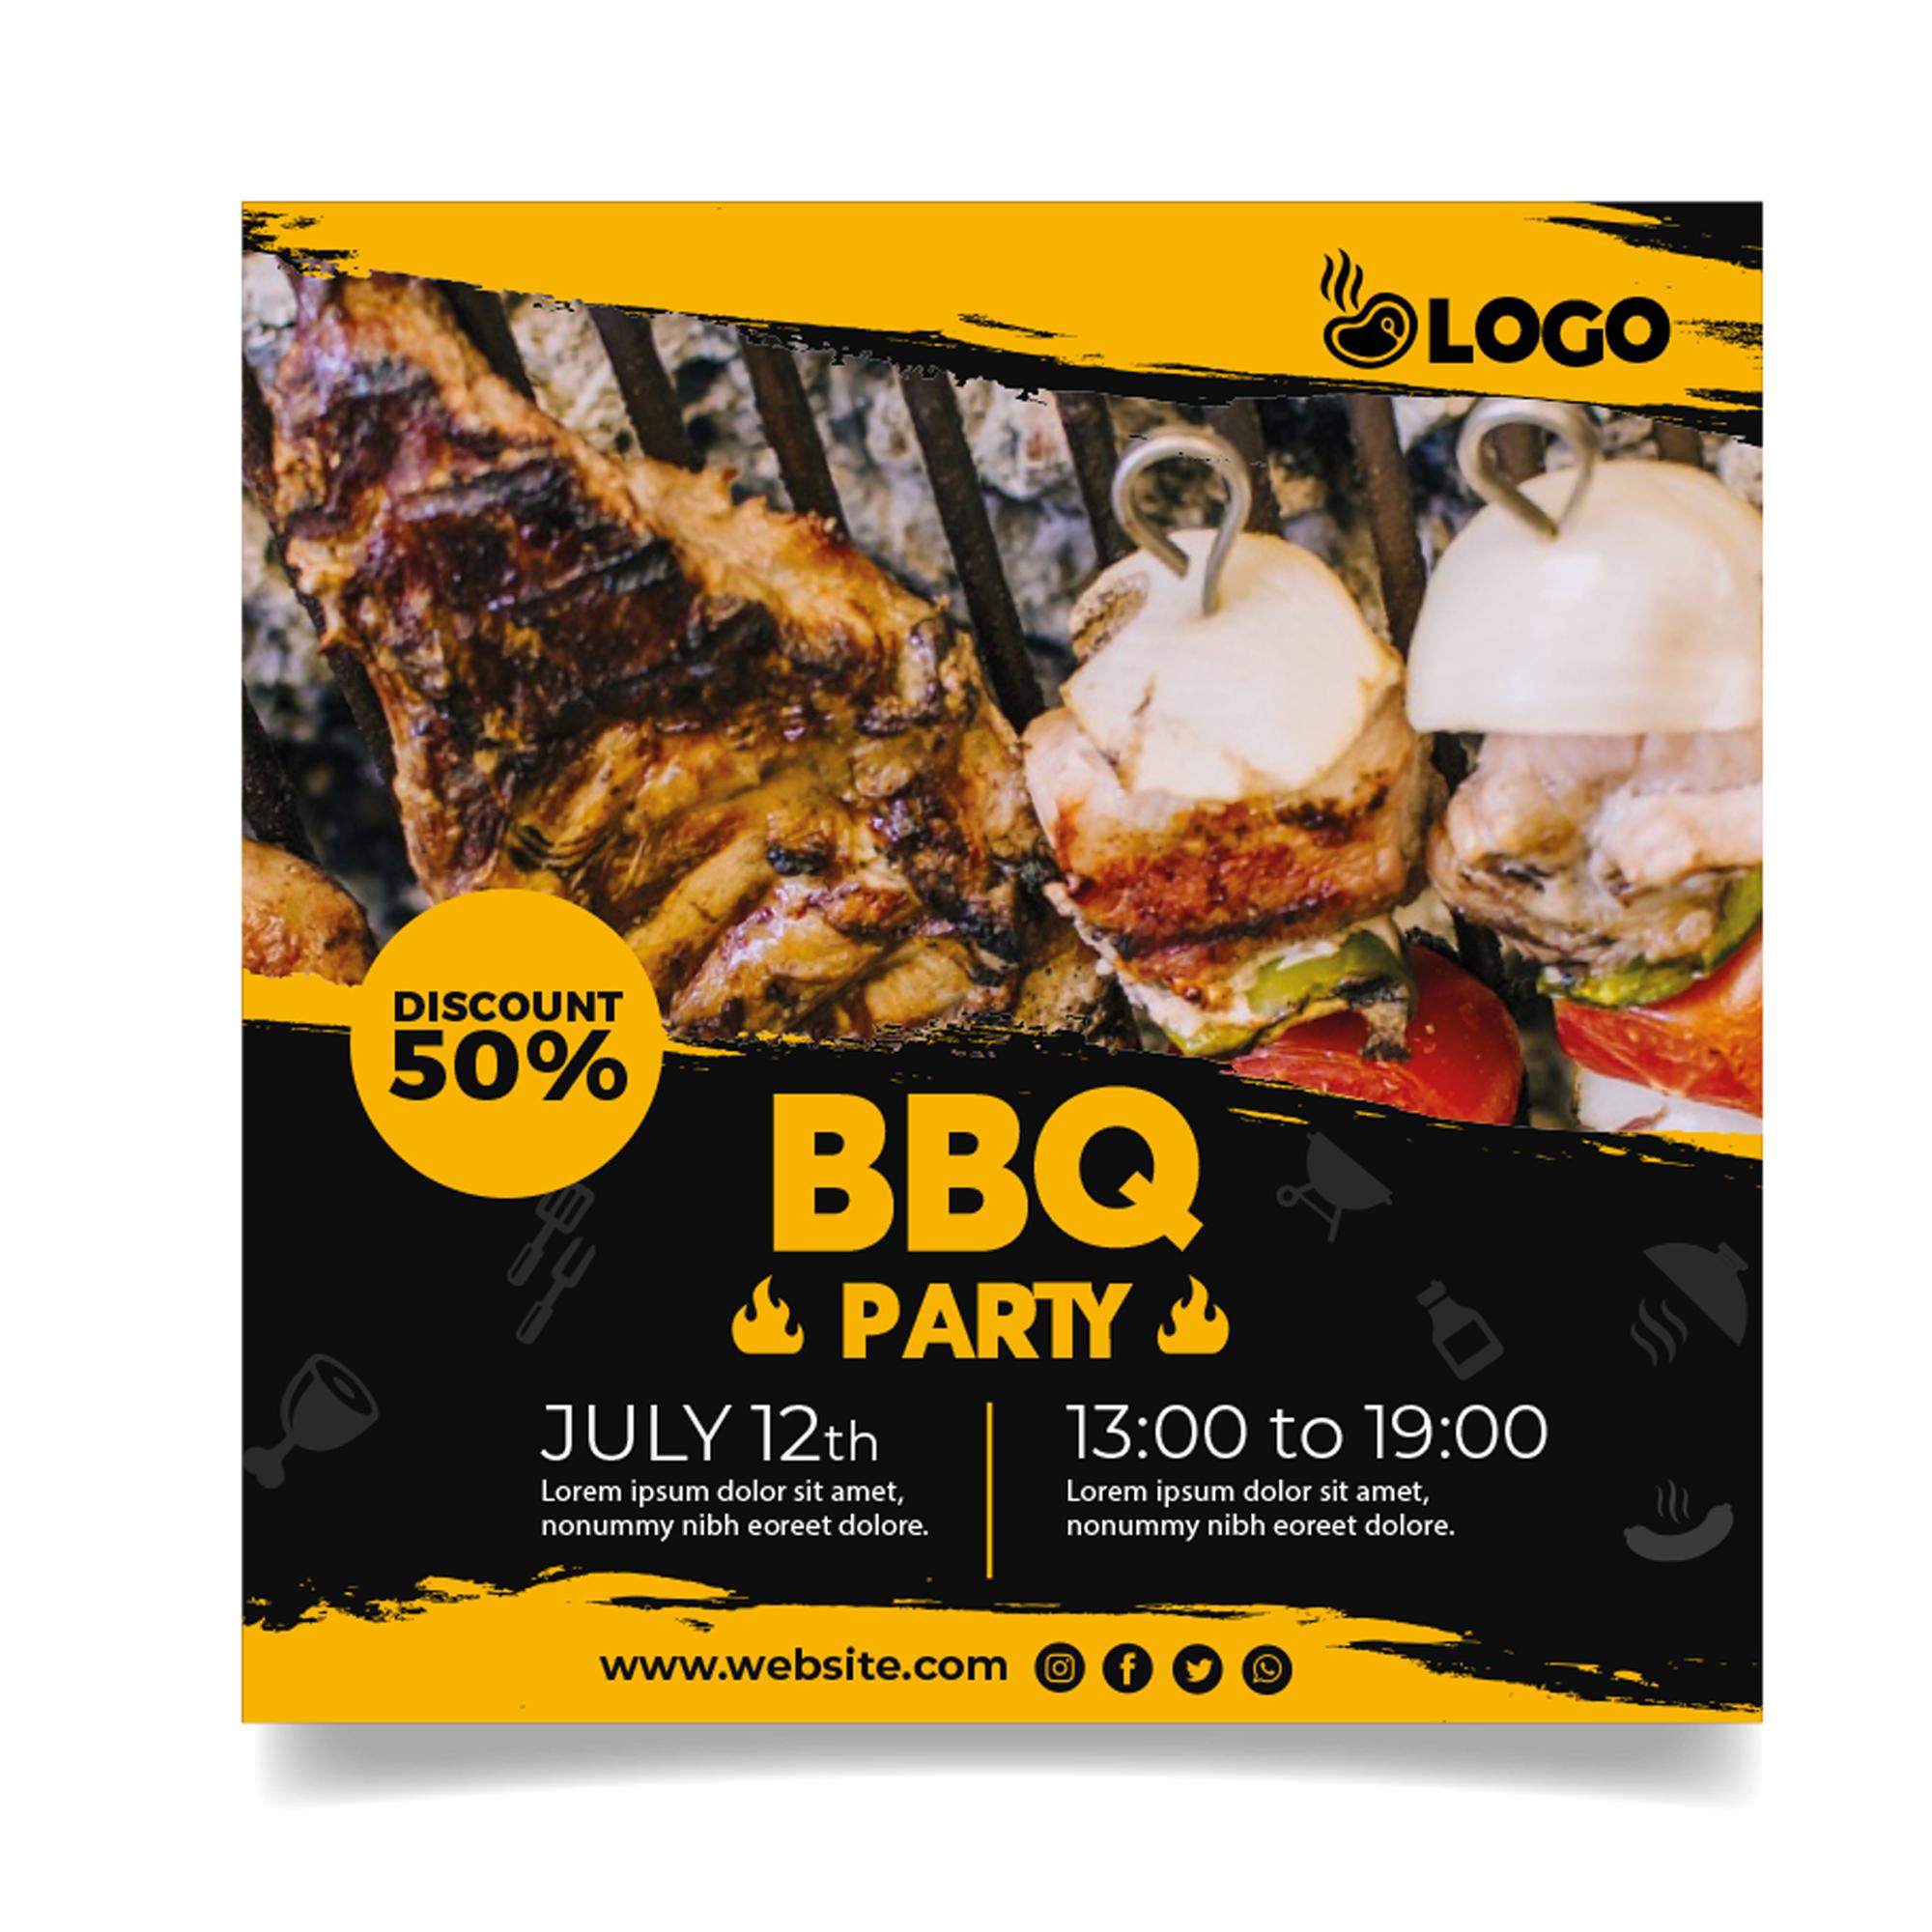 LOGO
DISCOUNT
50%
BBQ
PARTY
JULY 12th
Lorem ipsum dolor sit amet,
nonummy nibh eoreet dolore.
13:00 to 19:00
Lorem ipsum dolor sit amet,
nonummy nibh eoreet dolore.
www.website.com